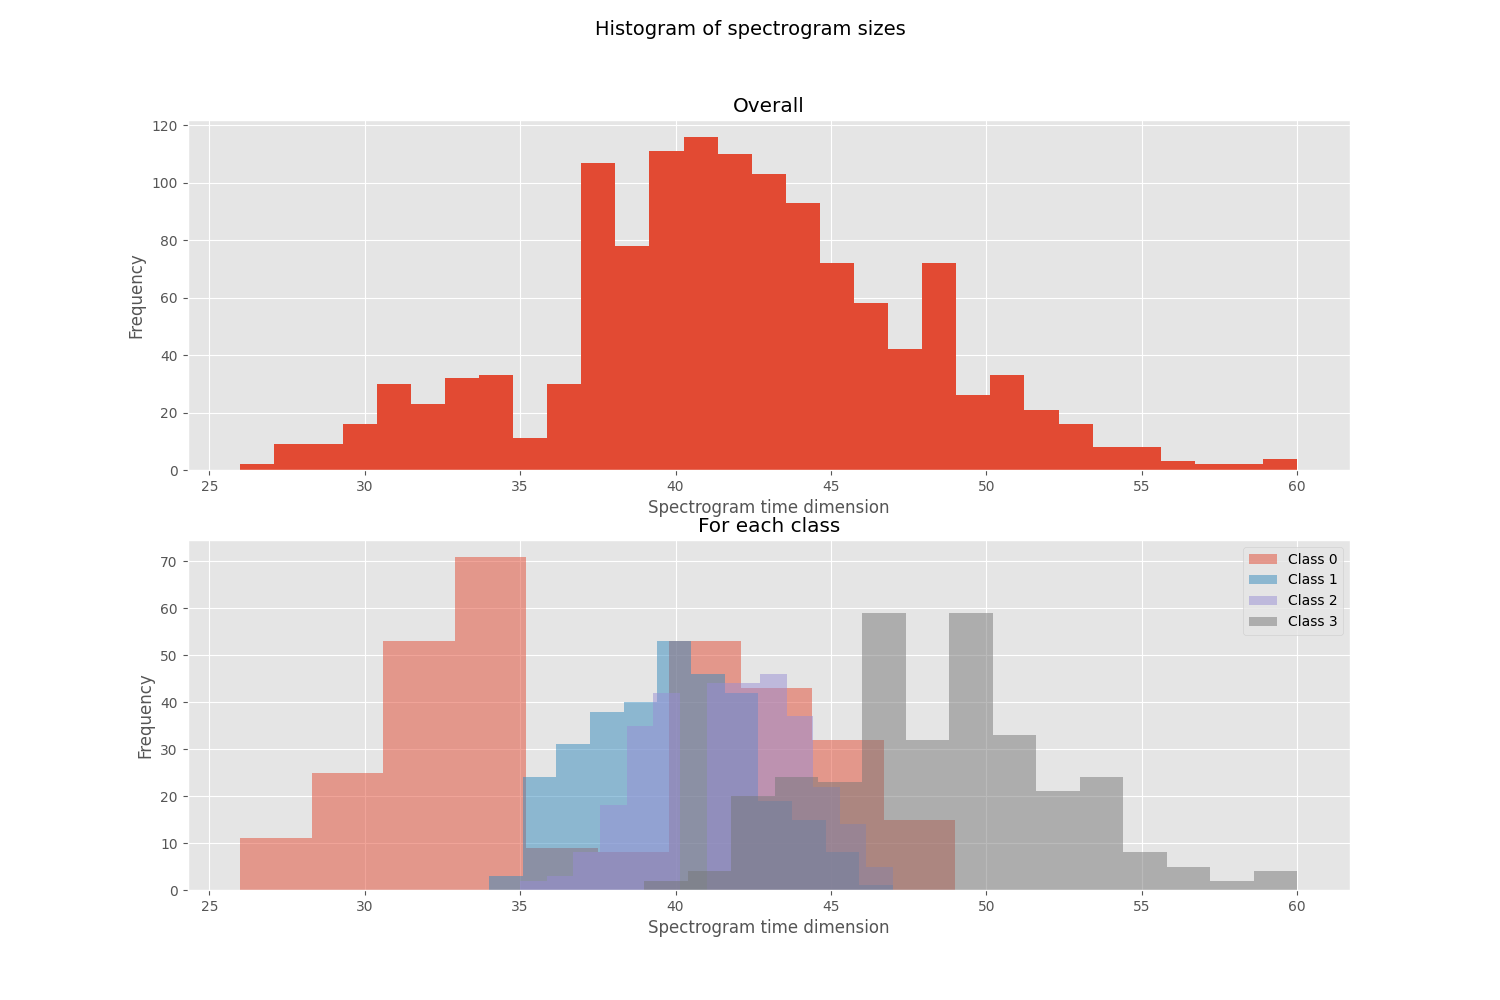 Histogram of spectrogram sizes
Overall
120
100
80
60
40
20
0
Frequency
25 30 35 40 45 50 55 60
Spectrogram time dimension
For each class
70
60
50
40
30
20
10
0
Frequency
Class 0
Class 1
Class 2
Class 3
25 30 35 40 45 50 55 60
Spectrogram time dimension